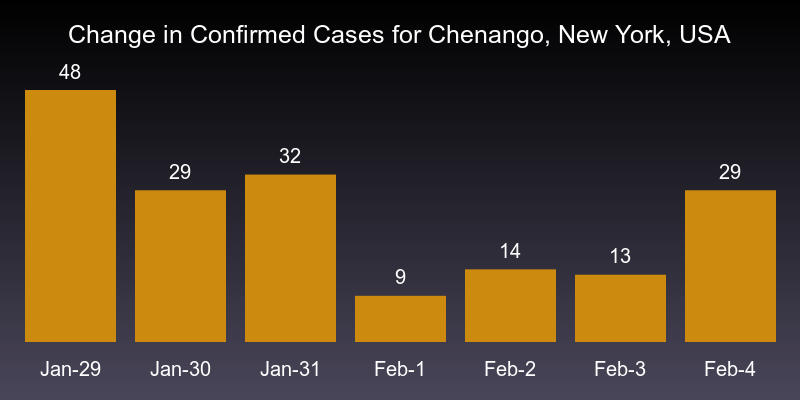 Change in Confirmed Cases for Chenango, New York, USA
48
29
32
9
14
13
29
Jan-29
Jan-30
Jan-31
Feb-1
Feb-2
Feb-3
Feb-4